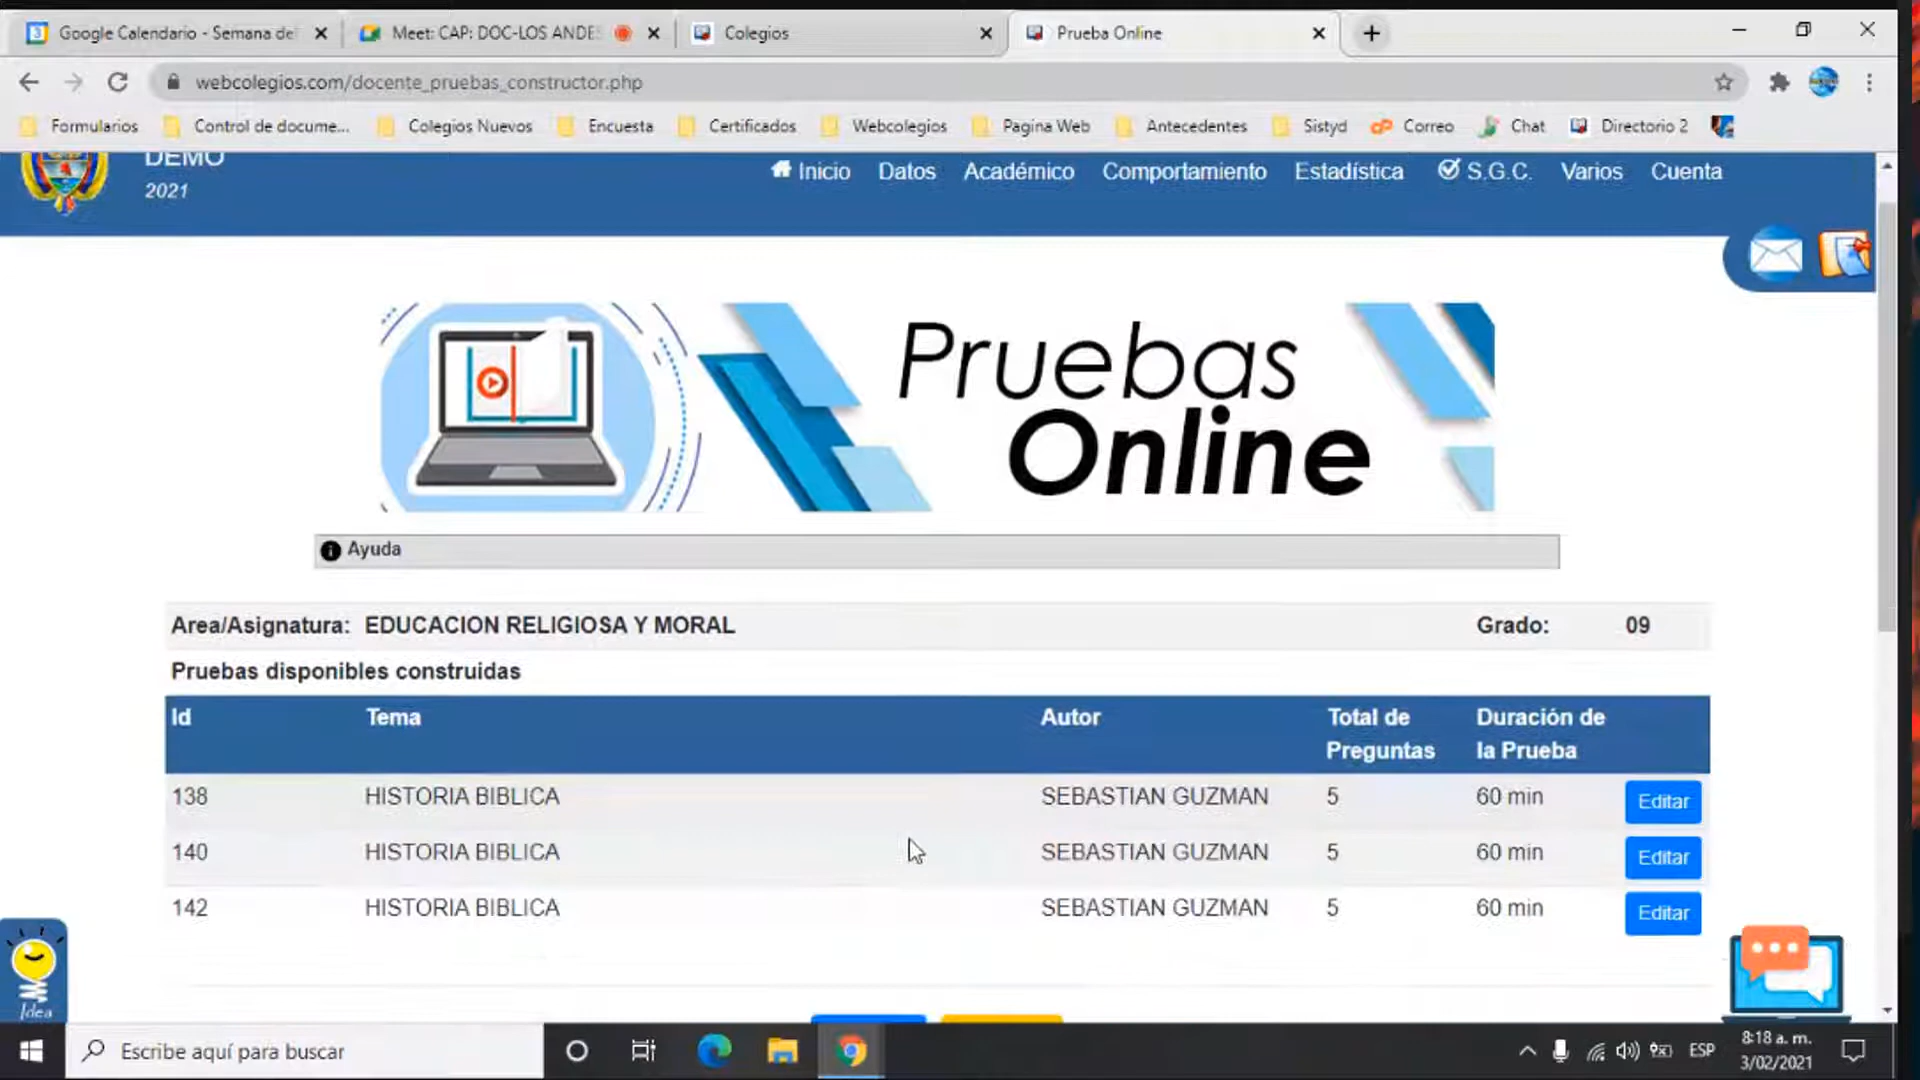 Google Calendario - Semana de
Meet: CAP: DOC-LOS ANDES
Colegios
Prueba Online
webcolegios.com/docente_pruebas_constructor.php
Formularios
Control de docume...
Colegios Nuevos
Encuesta
Certificados
Webcolegios
Pagina Web
Antecedentes
Sistyd
Correo
Chat
Directorio 2
DEMO
2021
Inicio
Datos
Académico
Comportamiento
Estadística
S.G.C.
Varios
Cuenta
Pruebas
Online
Ayuda
Area/Asignatura: EDUCACION RELIGIOSA Y MORAL Grado: 09
Pruebas disponibles construidas
Id Tema Autor Total de Preguntas Duración de la Prueba
138 HISTORIA BIBLICA SEBASTIAN GUZMAN 5 60 min Editar
140 HISTORIA BIBLICA SEBASTIAN GUZMAN 5 60 min Editar
142 HISTORIA BIBLICA SEBASTIAN GUZMAN 5 60 min Editar
Idea
Escribe aquí para buscar
ESP
8:18 a. m.
3/02/2021